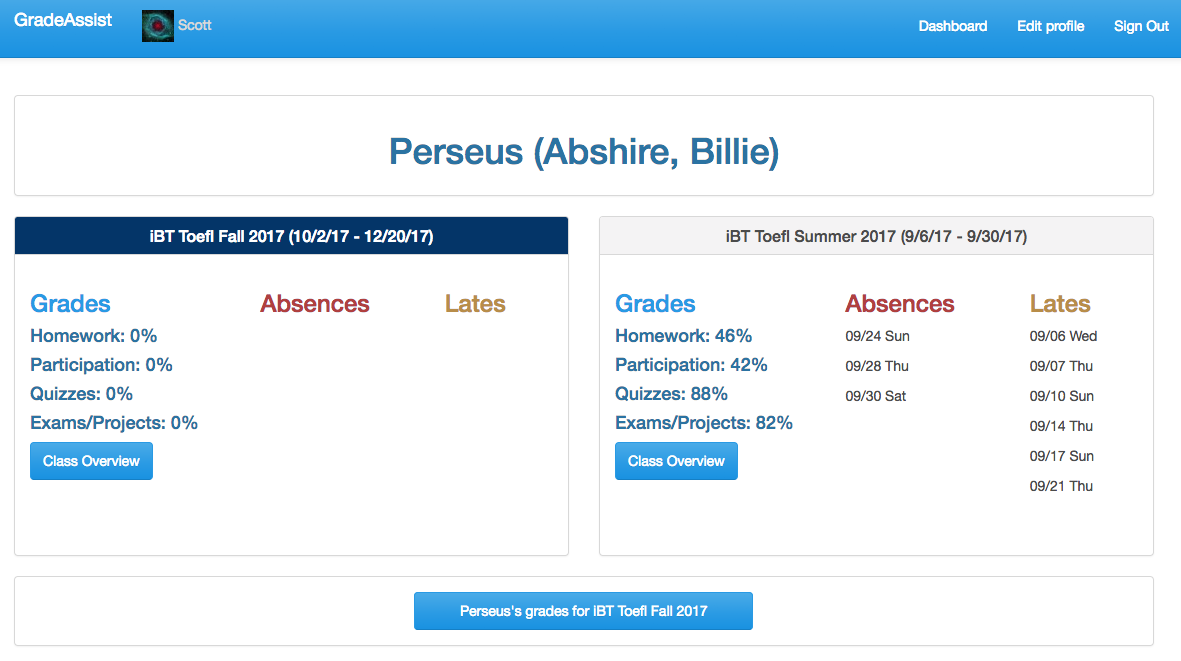 GradeAssist Scott Dashboard Edit profile Sign Out
Perseus (Abshire, Billie)
iBT Toefl Fall 2017 (10/2/17 - 12/20/17)
Grades Absences Lates
Homework: 0%
Participation: 0%
Quizzes: 0%
Exams/Projects: 0%
Class Overview
iBT Toefl Summer 2017 (9/6/17 - 9/30/17)
Grades Absences Lates
Homework: 46% 09/24 Sun 09/06 Wed
Participation: 42% 09/28 Thu 09/07 Thu
Quizzes: 88% 09/30 Sat 09/10 Sun
Exams/Projects: 82% 09/14 Thu
Class Overview 09/17 Sun
09/21 Thu
Perseus's grades for iBT Toefl Fall 2017